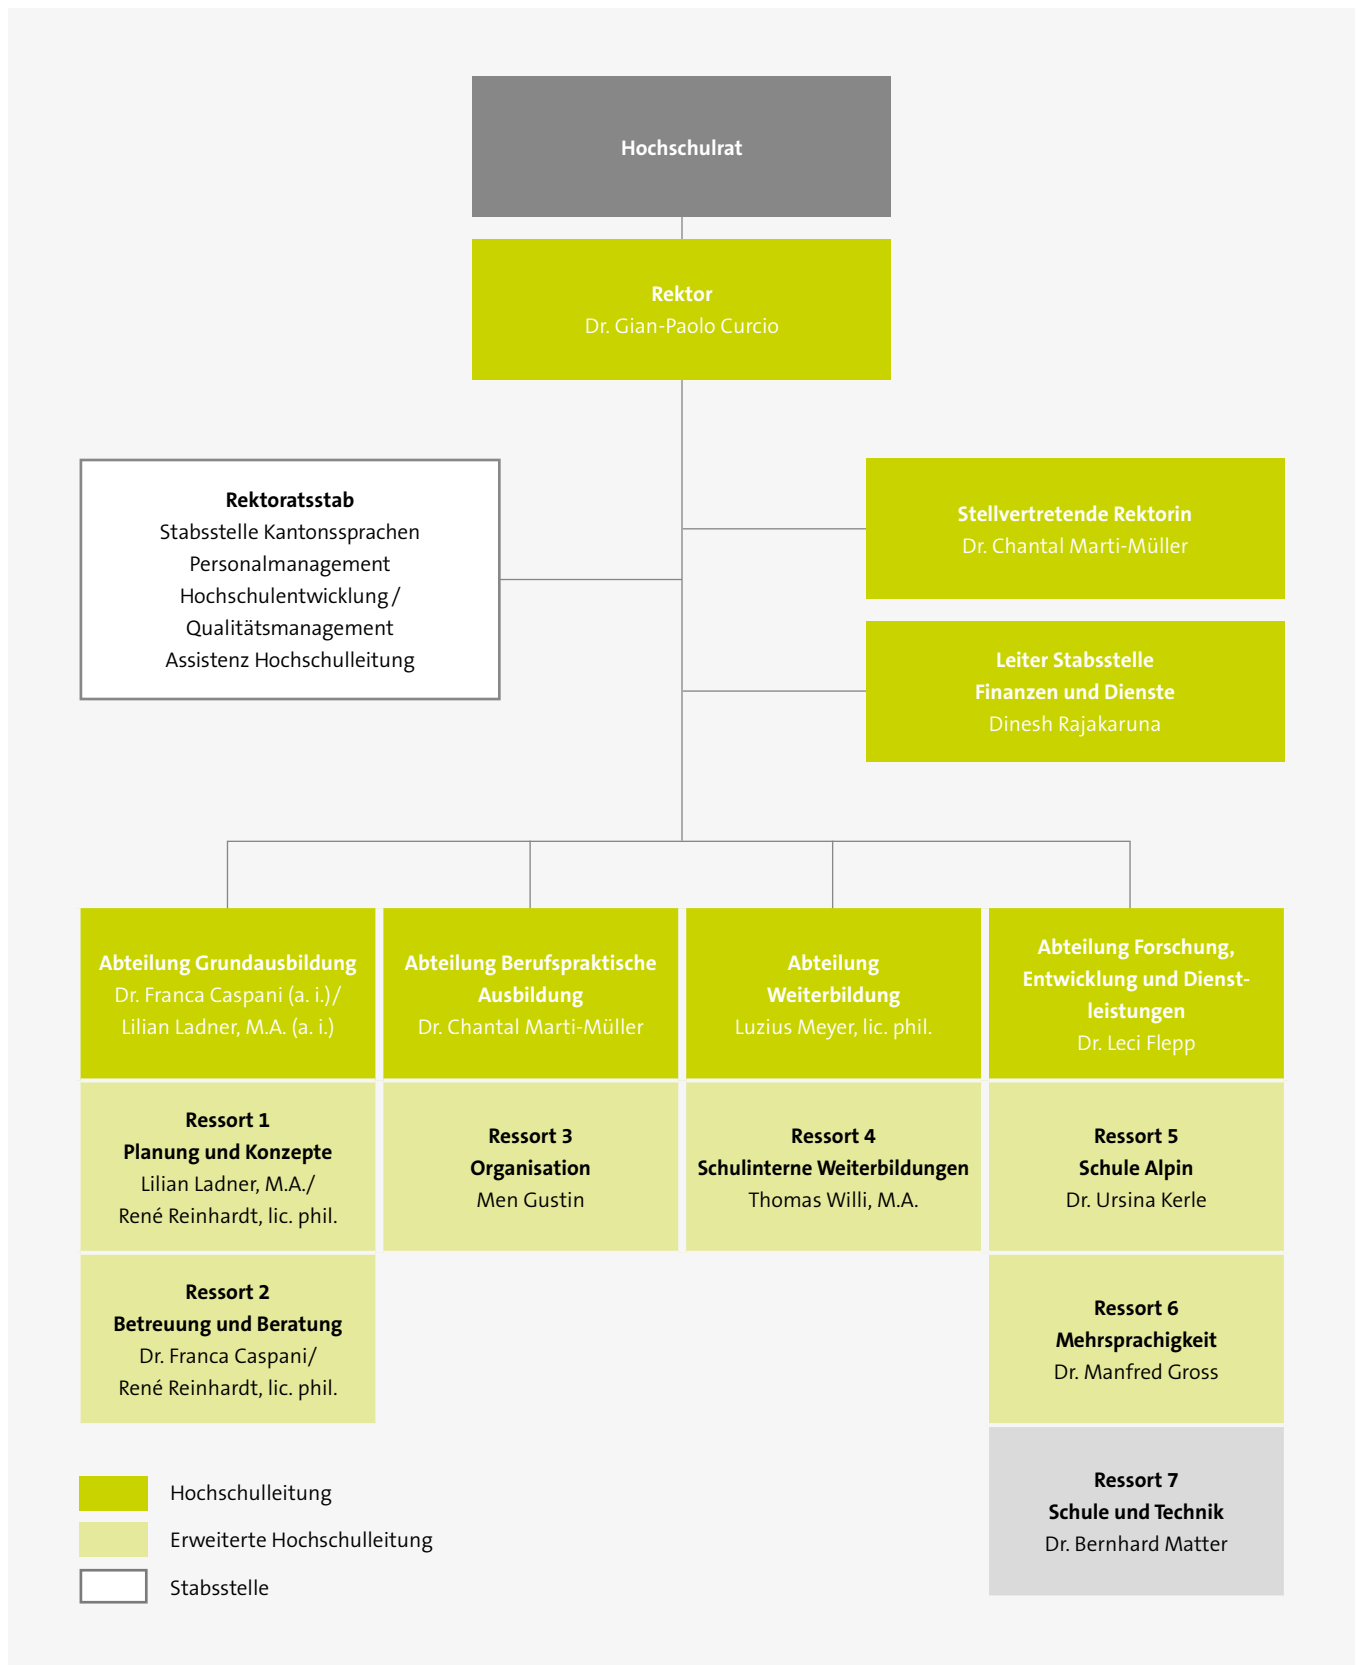 Hochschulrat
Rektor
Dr. Gian-Paolo Curcio
Rektoratsstab
Stabsstelle Kantonssprachen
Personalmanagement
Hochschulentwicklung /
Qualitätsmanagement
Assistenz Hochschulleitung
Stellvertretende Rektorin
Dr. Chantal Marti-Müller
Leiter Stabsstelle
Finanzen und Dienste
Dinesh Rajakaruna
Abteilung Grundausbildung
Dr. Franca Caspani (a. i.) /
Lilian Ladner, M.A. (a. i.)
Abteilung Berufspraktische
Ausbildung
Dr. Chantal Marti-Müller
Abteilung
Weiterbildung
Luzius Meyer, lic. phil.
Abteilung Forschung,
Entwicklung und Dienst-
leistungen
Dr. Leci Flepp
Ressort 1
Planung und Konzepte
Lilian Ladner, M.A. /
René Reinhardt, lic. phil.
Ressort 3
Organisation
Men Gustin
Ressort 4
Schulinterne Weiterbildungen
Thomas Willi, M.A.
Ressort 5
Schule Alpin
Dr. Ursina Kerle
Ressort 2
Betreuung und Beratung
Dr. Franca Caspani /
René Reinhardt, lic. phil.
Ressort 6
Mehrsprachigkeit
Dr. Manfred Gross
Ressort 7
Schule und Technik
Dr. Bernhard Matter
Hochschulleitung
Erweiterte Hochschulleitung
Stabsstelle